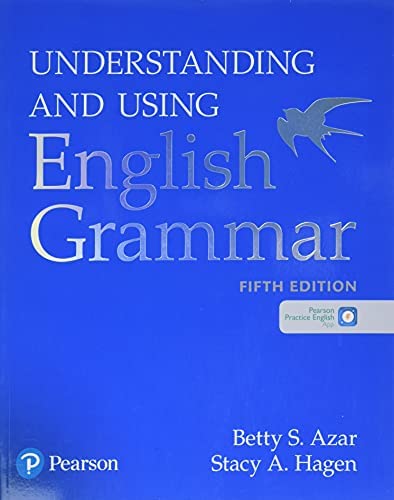 UNDERSTANDING
AND USING
English
Grammar
FIFTH EDITION
Pearson
Practice English
App
Betty S. Azar
Stacy A. Hagen
Pearson